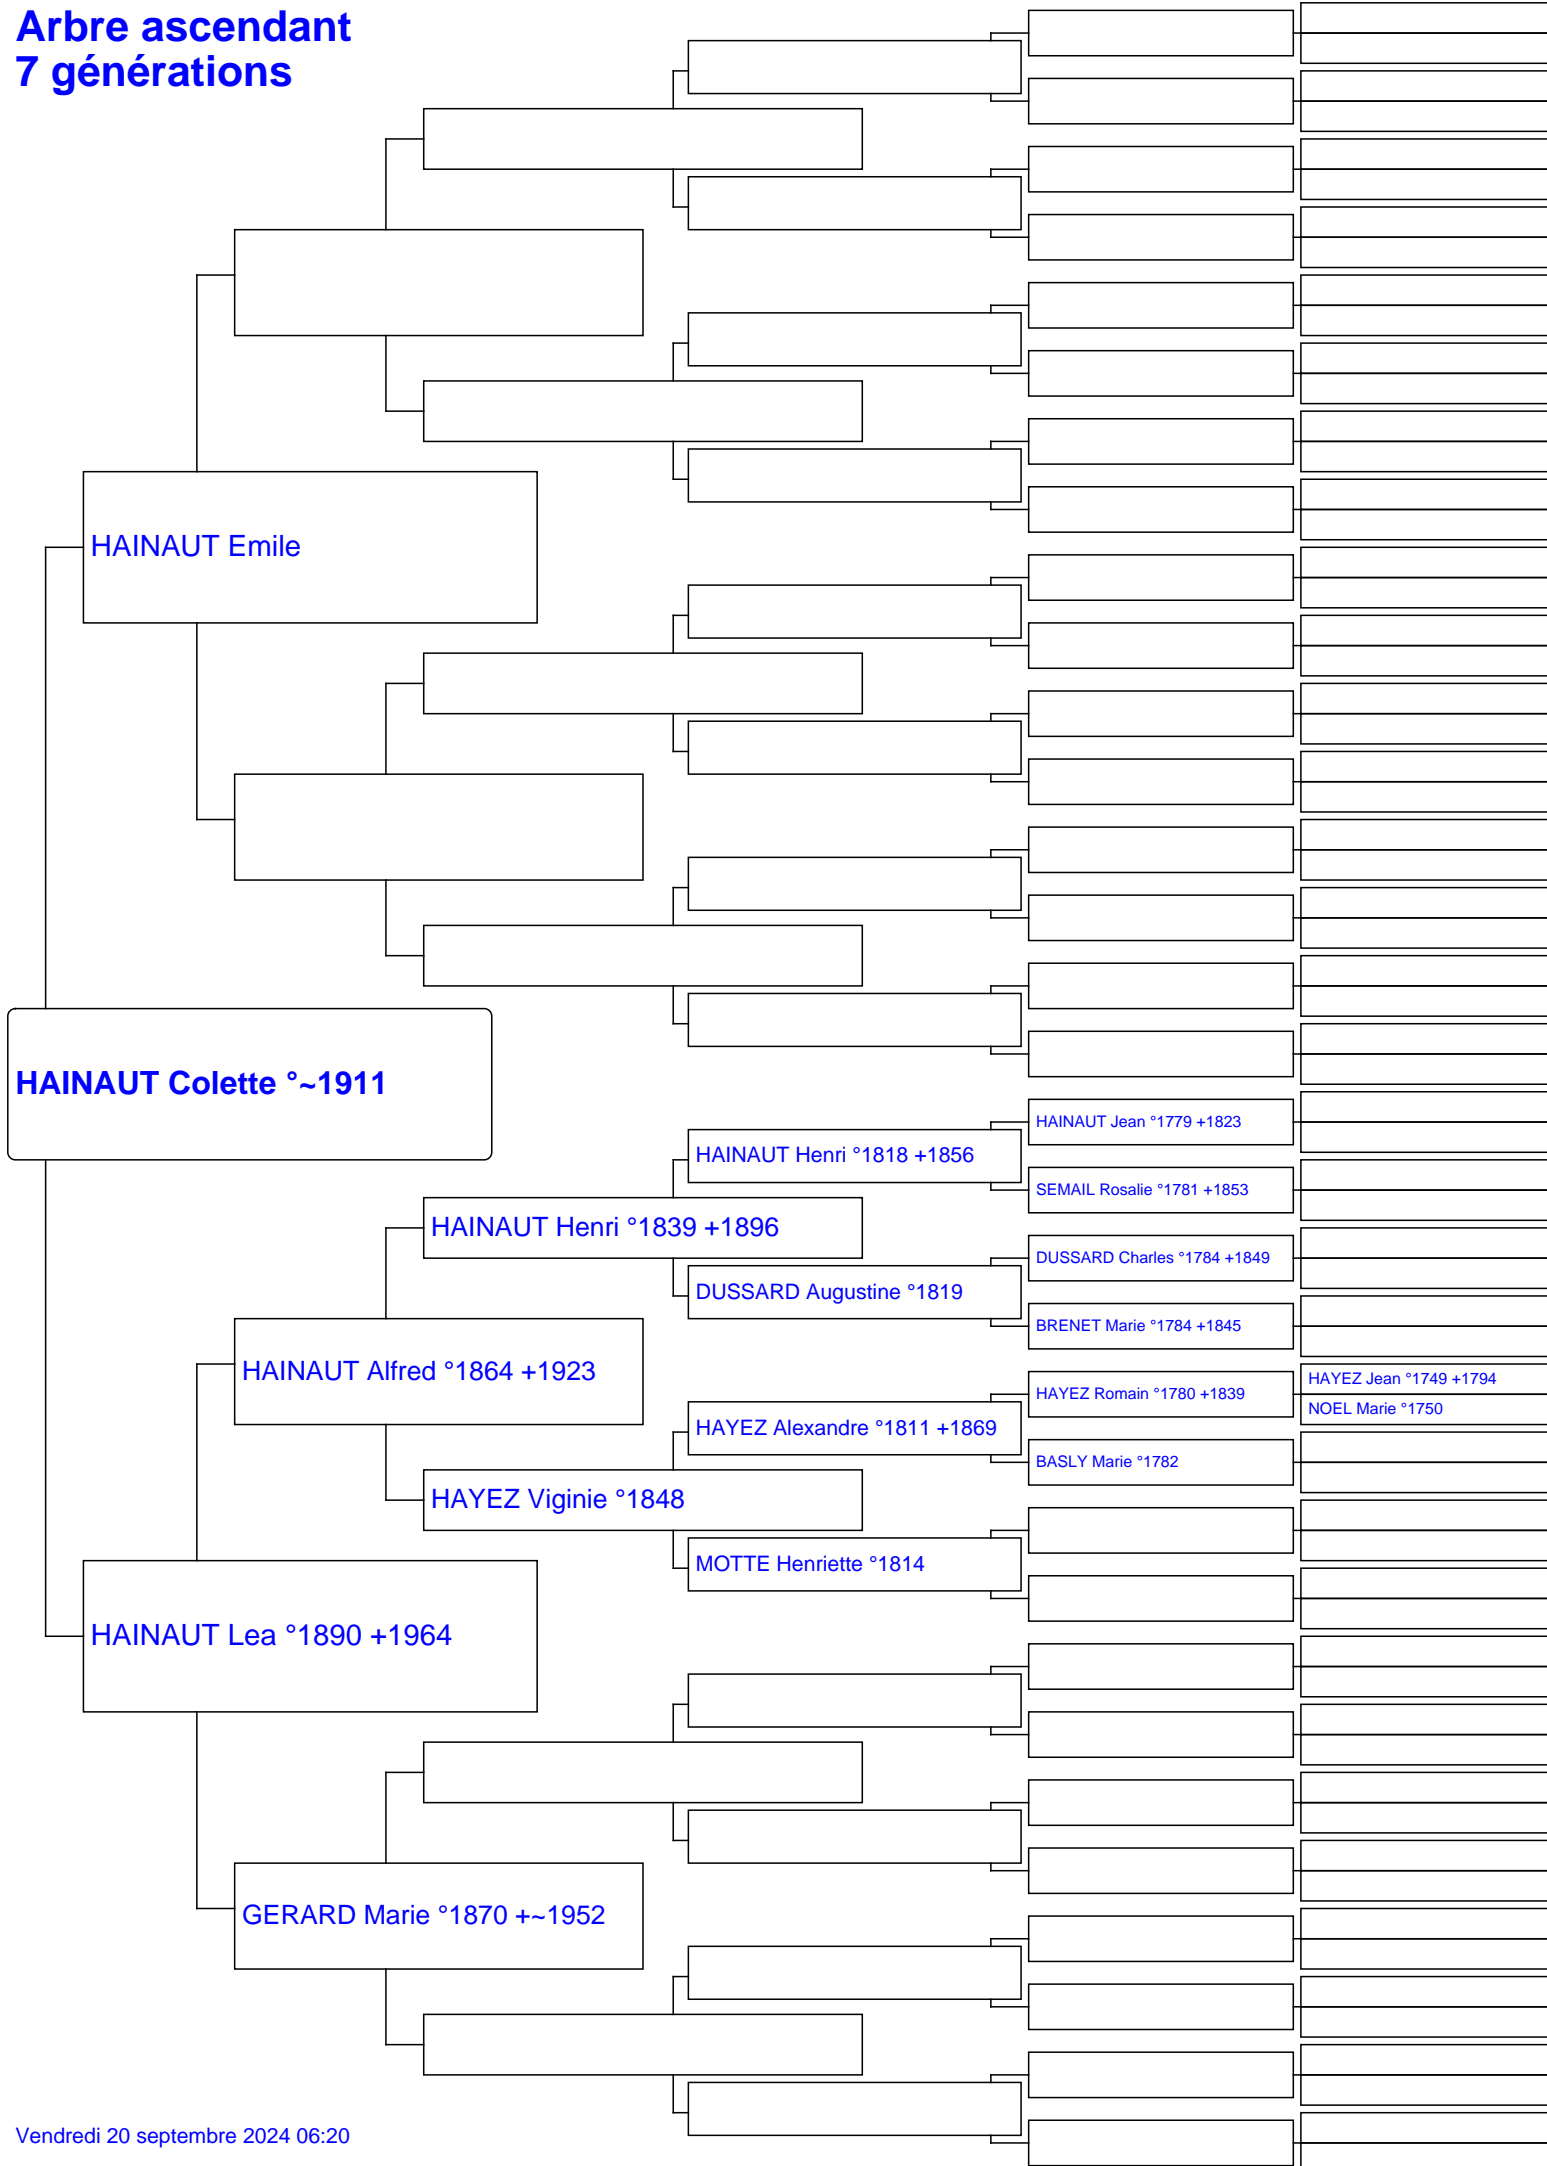 Arbre ascendant
7 générations
HAINAUT Emile
HAINAUT Colette °~1911
HAINAUT Jean °1779 +1823
HAINAUT Henri °1818 +1856
SEMAIL Rosalie °1781 +1853
HAINAUT Henri °1839 +1896
DUSSARD Charles °1784 +1849
DUSSARD Augustine °1819
BRENET Marie °1784 +1845
HAINAUT Alfred °1864 +1923
HAYEZ Jean °1749 +1794
HAYEZ Romain °1780 +1839
NOEL Marie °1750
HAYEZ Alexandre °1811 +1869
BASLY Marie °1782
HAYEZ Viginie °1848
MOTTE Henriette °1814
HAINAUT Lea °1890 +1964
GERARD Marie °1870 +~1952
Vendredi 20 septembre 2024 06:20